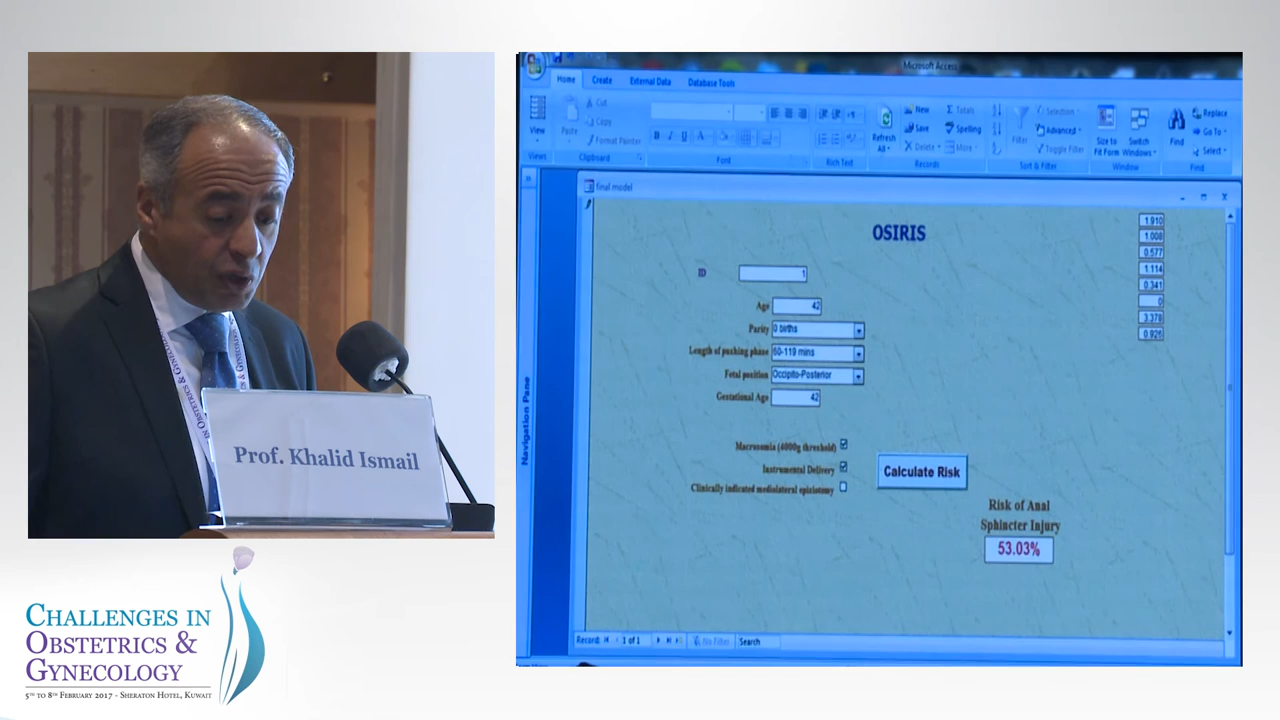 Prof. Khalid Ismail
CHALLENGES IN
OBSTETRICS &
GYNECOLOGY
5TH TO 8TH FEBRUARY 2017 - SHERATON HOTEL, KUWAIT
Microsoft Access
Home Create External Data Database Tools
View
Views
Paste
Cut
Copy
Format Painter
Clipboard
B I U A
Font
Rich Text
Refresh
All
New
Save
Delete
Totals
Spelling
More
Records
Filter
Selection
Advanced
Toggle Filter
Sort & Filter
Size to
Fit Form
Switch
Windows
Window
Find
Replace
Go To
Select
Find
Navigation Pane
final model
OSIRIS
ID 1
Age 42
Parity 0 births
Length of pushing phase 60-119 mins
Fetal position Occipito-Posterior
Gestational Age 42
Macrosomia (4000g threshold)
Instrumental Delivery
Clinically indicated mediolateral episiotomy
Calculate Risk
Risk of Anal
Sphincter Injury
53.03%
1.910
1.008
0.577
1.114
0.341
0
3.378
0.926
Record: 1 of 1 No Filter Search